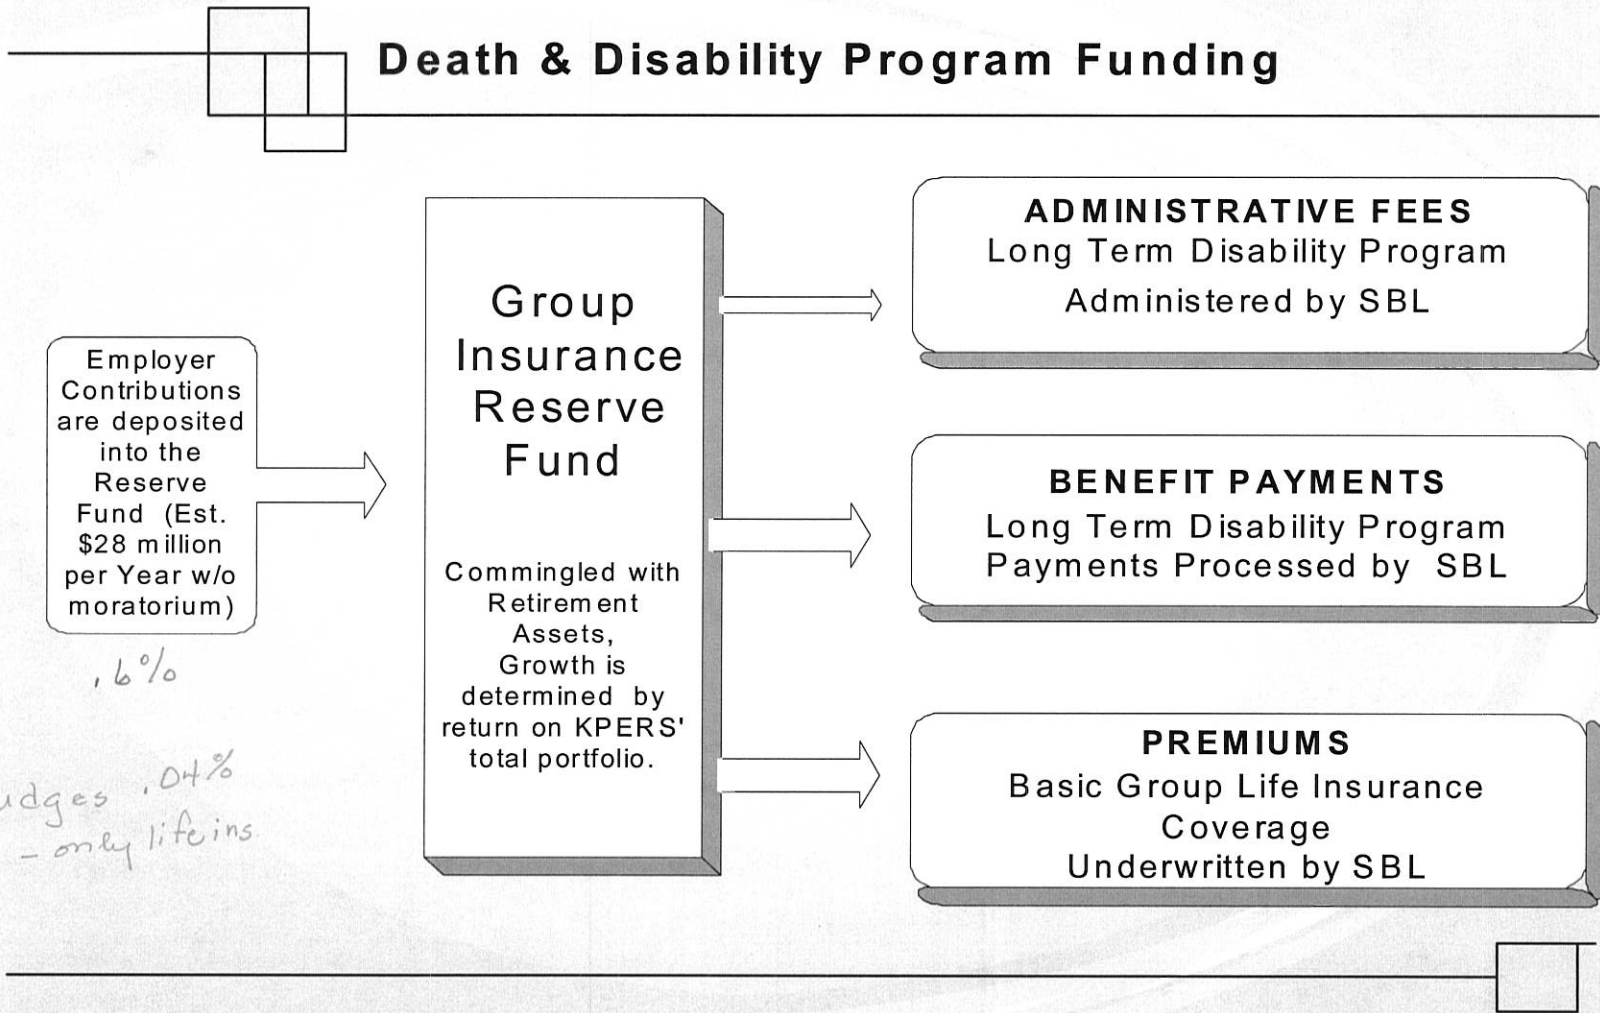 Death & Disability Program Funding
Employer
Contributions
are deposited
into the
Reserve
Fund (Est.
$28 million
per Year w/o
moratorium)
.6%
.04%
- only life ins
Group
Insurance
Reserve
Fund
Commingled with
Retirement
Assets,
Growth is
determined by
return on KPERS'
total portfolio.
ADMINISTRATIVE FEES
Long Term Disability Program
Administered by SBL
BENEFIT PAYMENTS
Long Term Disability Program
Payments Processed by SBL
PREMIUMS
Basic Group Life Insurance
Coverage
Underwritten by SBL